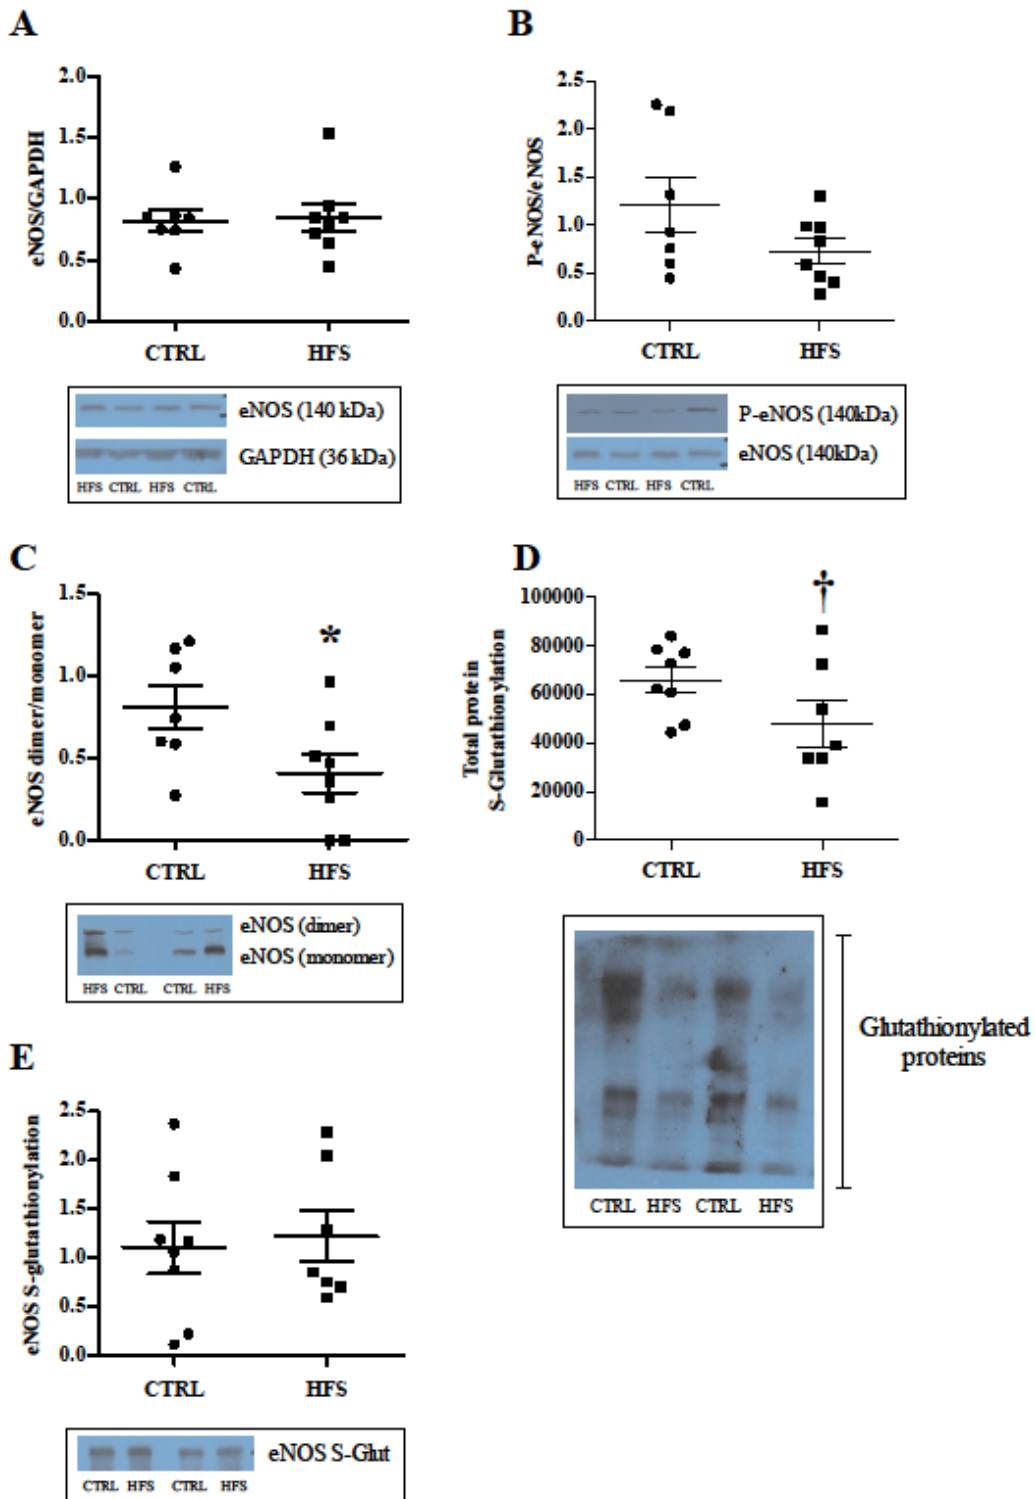 A
eNOS/GAPDH
2.0
1.5
1.0
0.5
0.0
CTRL HFS
eNOS (140 kDa)
GAPDH (36 kDa)
HFS CTRL HFS CTRL
B
P-eNOS/eNOS
2.5
2.0
1.5
1.0
0.5
0.0
CTRL HFS
P-eNOS (140kDa)
eNOS (140kDa)
HFS CTRL HFS CTRL
C
eNOS dimer/monomer
1.5
1.0
0.5
0.0
*
CTRL HFS
eNOS (dimer)
eNOS (monomer)
HFS CTRL CTRL HFS
D
Total protein
S-Glutathionylation
100000
80000
60000
40000
20000
0
†
CTRL HFS
Glutathionylated
proteins
CTRL HFS CTRL HFS
E
eNOS S-glutathionylation
2.5
2.0
1.5
1.0
0.5
0.0
CTRL HFS
eNOS S-Glut
CTRL HFS CTRL HFS